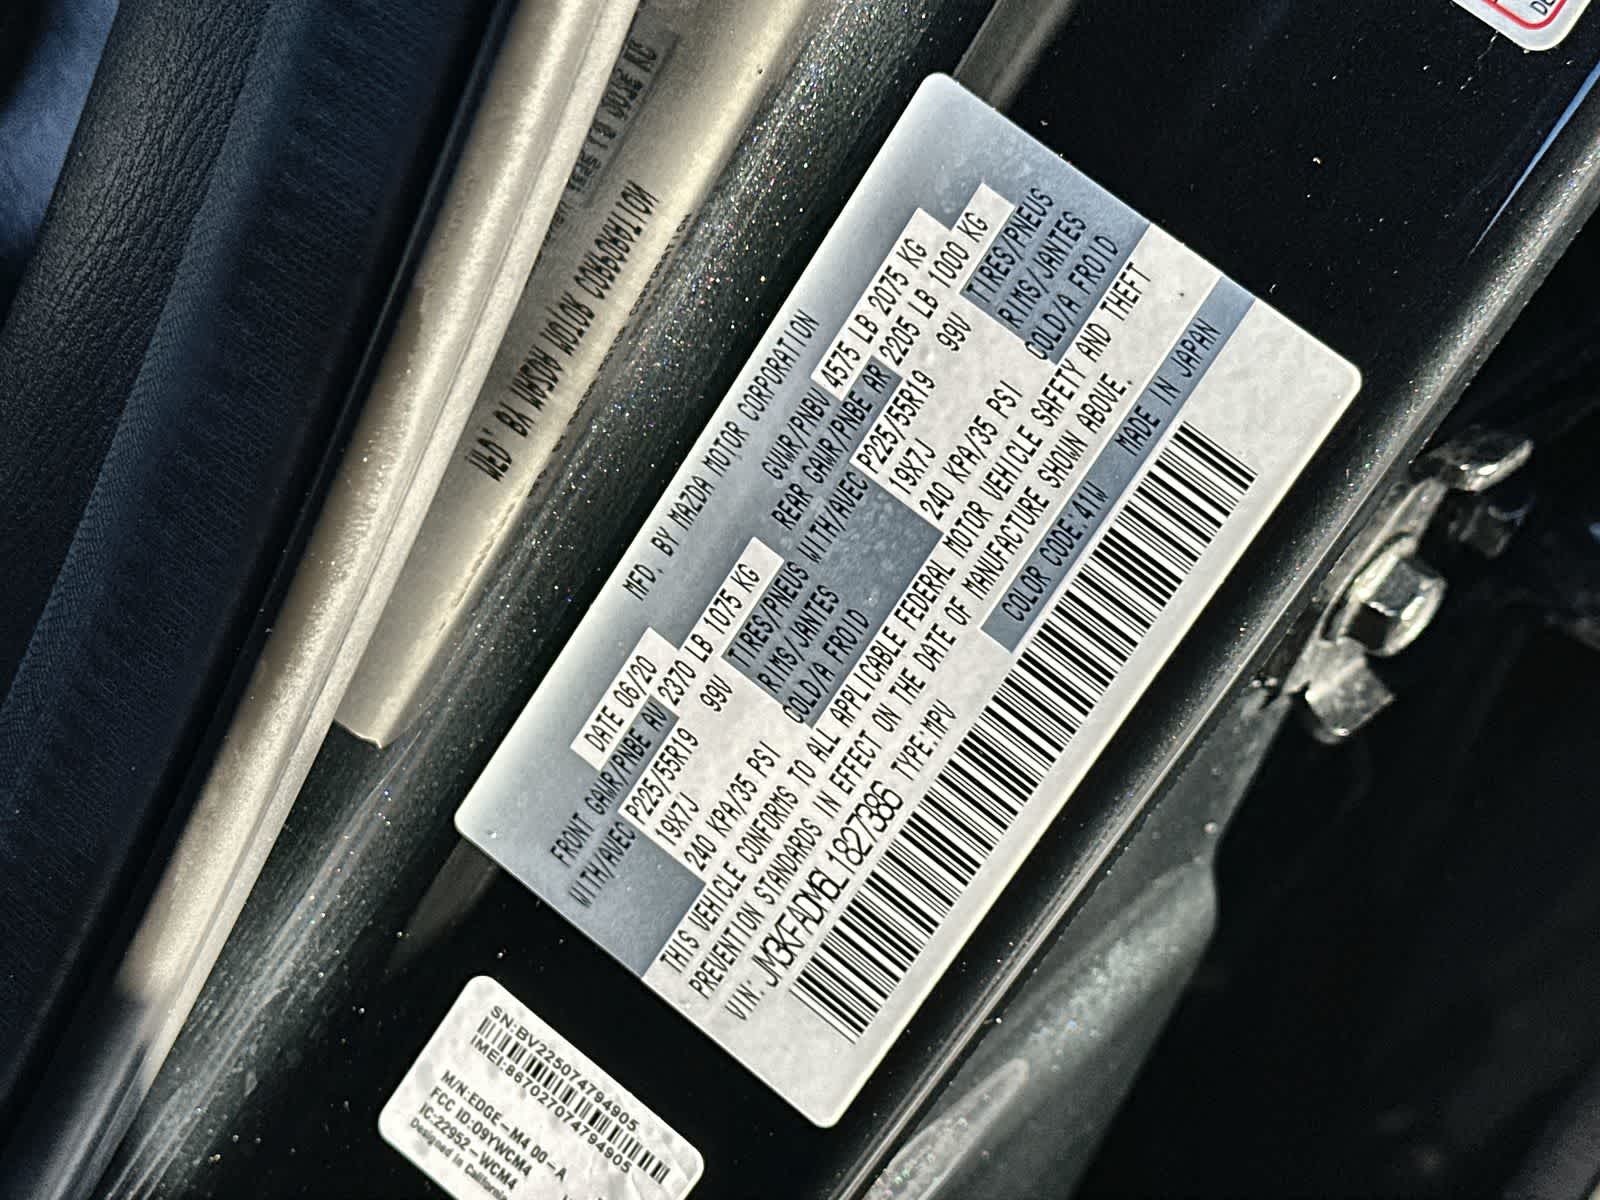 MFD. BY MAZDA MOTOR CORPORATION
DATE 06/20 GVWR/PNBV 4575 LB 2075 KG
FRONT GAWR/PNBE AV 2370 LB 1075 KG REAR GAWR/PNBE AR 2205 LB 1000 KG
WITH/AVEC P225/55R19 99V TIRES/PNEUS WITH/AVEC P225/55R19 99V TIRES/PNEUS
19X7J RIMS/JANTES 19X7J RIMS/JANTES
240 KPA/35 PSI COLD/A FROID 240 KPA/35 PSI COLD/A FROID
THIS VEHICLE CONFORMS TO ALL APPLICABLE FEDERAL MOTOR VEHICLE SAFETY AND THEFT
PREVENTION STANDARDS IN EFFECT ON THE DATE OF MANUFACTURE SHOWN ABOVE.
VIN: JM3KFADM6L1827386 TYPE:MPV COLOR CODE:41W MADE IN JAPAN
SN:BV22507479​4905
IMEI:867027074794905
M/N:EDGE-M4 00-A
FCC ID:09YWCM4
IC:22952-WCM4
Designed in California